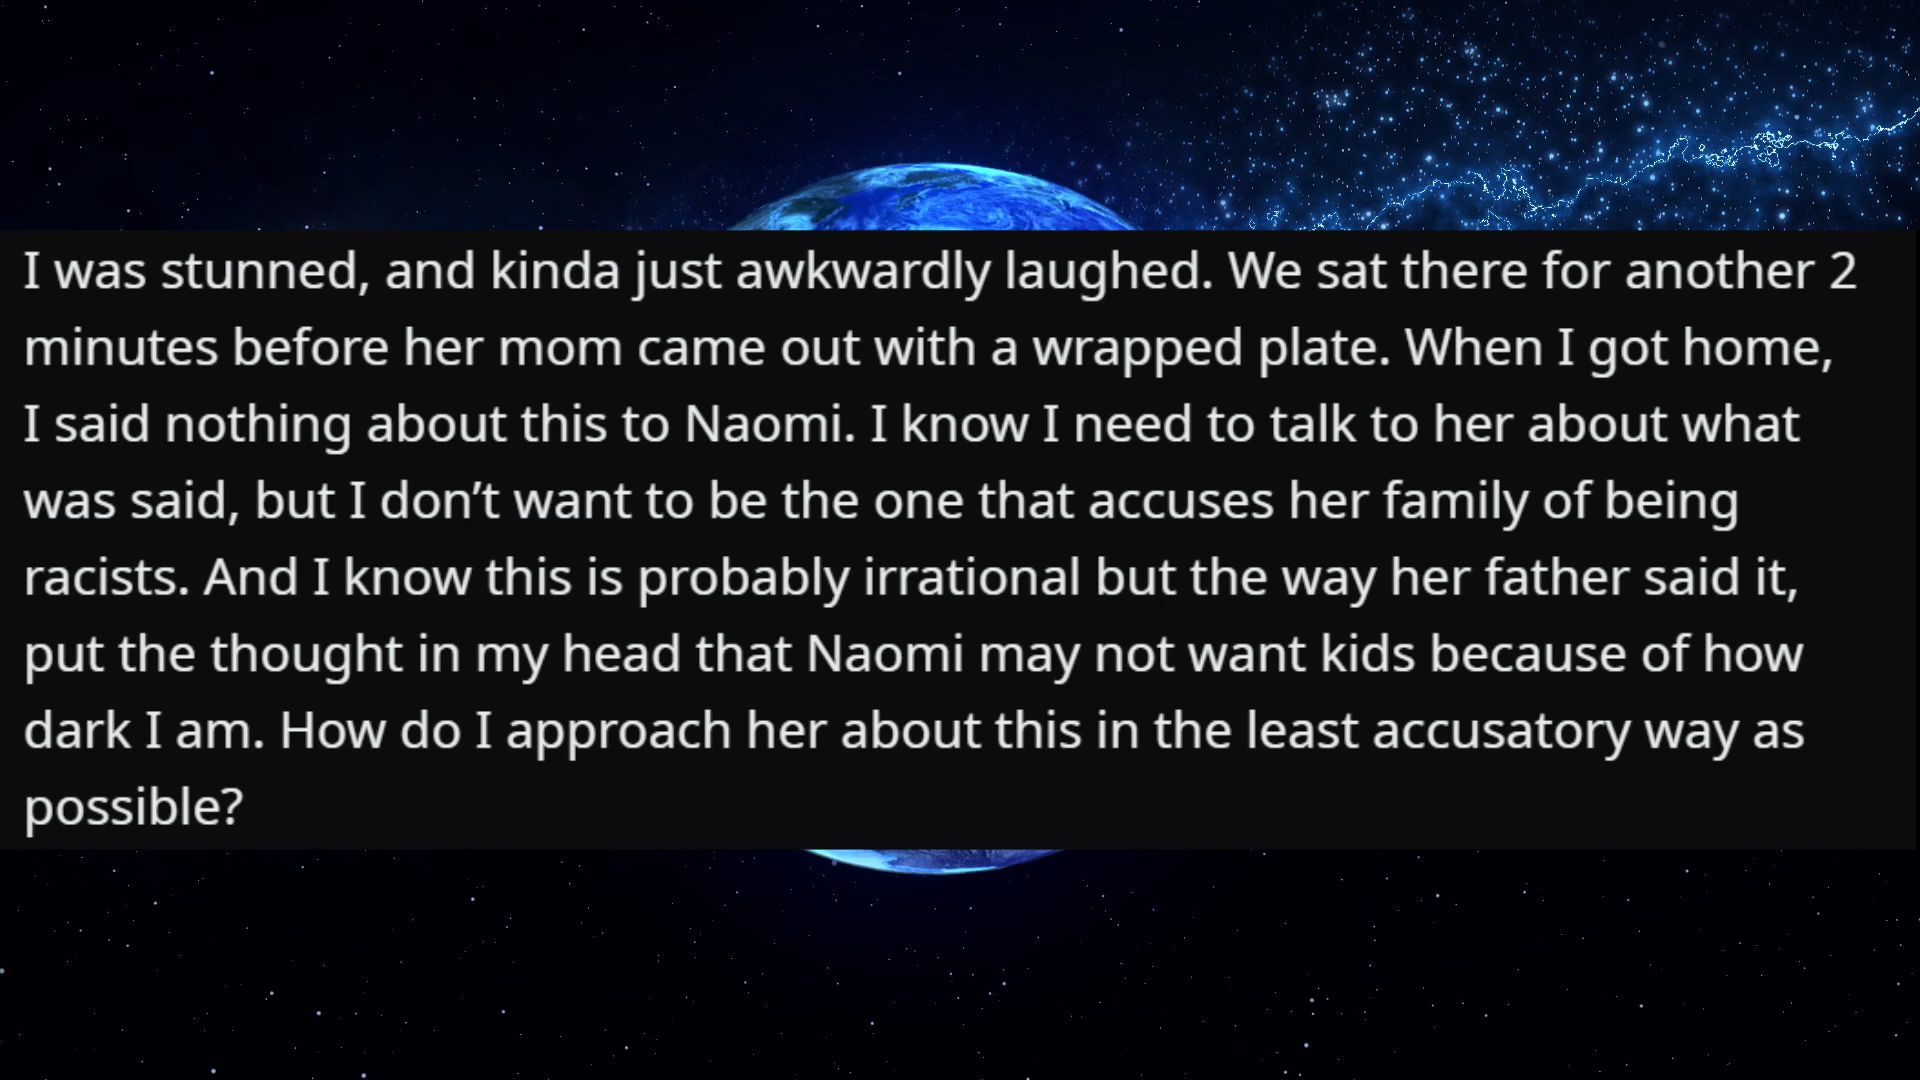 I was stunned, and kinda just awkwardly laughed. We sat there for another 2
minutes before her mom came out with a wrapped plate. When I got home,
I said nothing about this to Naomi. I know I need to talk to her about what
was said, but I don’t want to be the one that accuses her family of being
racists. And I know this is probably irrational but the way her father said it,
put the thought in my head that Naomi may not want kids because of how
dark I am. How do I approach her about this in the least accusatory way as
possible?